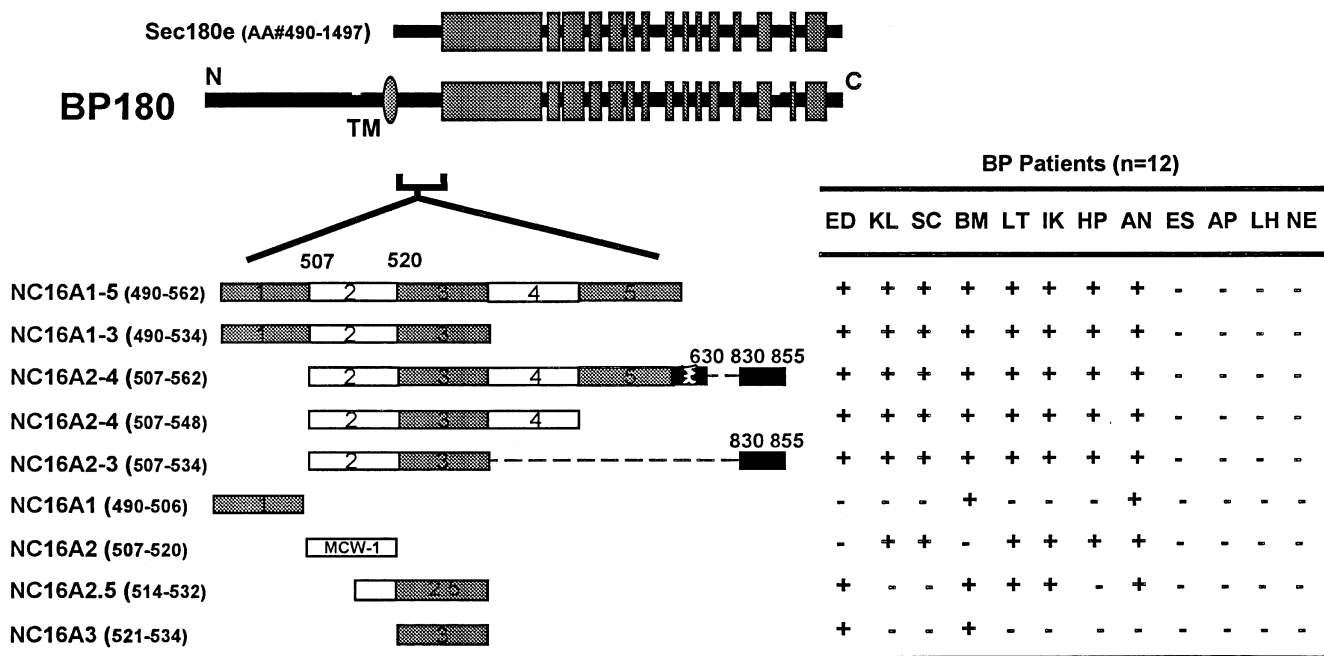 Sec180e (AA#490-1497)
N
C
BP180
TM
BP Patients (n=12)
ED KL SC BM LT IK HP AN ES AP LH NE
507 520
NC16A1-5 (490-562) 1 2 3 4 5 + + + + + + + + - - - -
NC16A1-3 (490-534) 1 2 3 + + + + + + + + - - - -
630 830 855
NC16A2-4 (507-562) 2 3 4 5 + + + + + + + + - - - -
NC16A2-4 (507-548) 2 3 4 + + + + + + + + - - - -
830 855
NC16A2-3 (507-534) 2 3 + + + + + + + + - - - -
NC16A1 (490-506) 1 - - - + - - - + - - - -
NC16A2 (507-520) MCW-1 - + + - + + + + - - - -
NC16A2.5 (514-532) 2.5 + - - + + + - + - - - -
NC16A3 (521-534) 3 + - - + - - - - - - - -